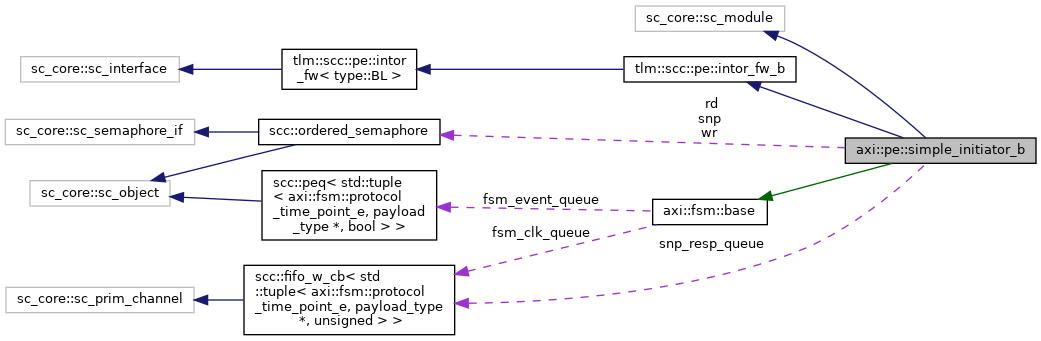 sc_core::sc_module
tlm::scc::pe::intor
_fw< type::BL >
sc_core::sc_interface
tlm::scc::pe::intor_fw_b
rd
snp
wr
sc_core::sc_semaphore_if
scc::ordered_semaphore
axi::pe::simple_initiator_b
scc::peq< std::tuple
< axi::fsm::protocol
_time_point_e, payload
_type *, bool > >
sc_core::sc_object
fsm_event_queue
axi::fsm::base
fsm_clk_queue
snp_resp_queue
scc::fifo_w_cb< std
::tuple< axi::fsm::protocol
_time_point_e, payload_type
*, unsigned > >
sc_core::sc_prim_channel